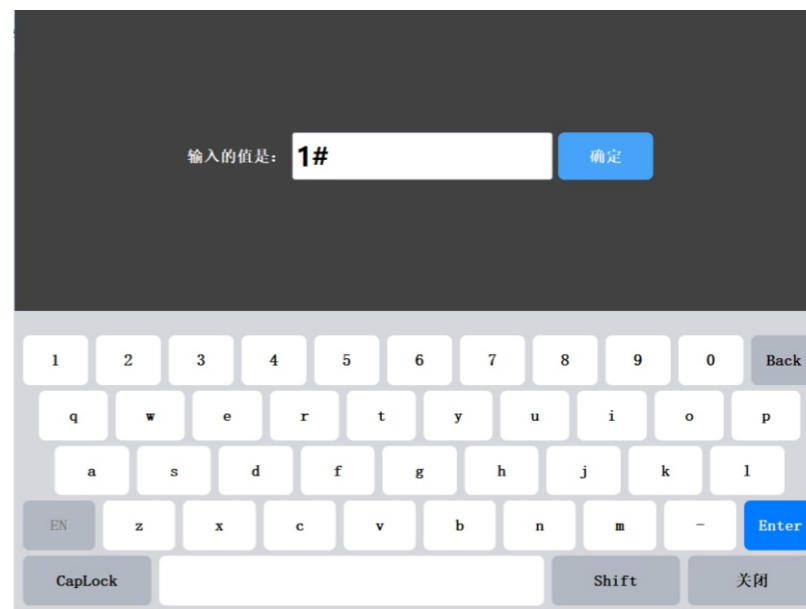 输入的值是： 1# 确定
1 2 3 4 5 6 7 8 9 0 Back
q w e r t y u i o p
a s d f g h j k l
EN z x c v b n m - Enter
CapLock Shift 关闭